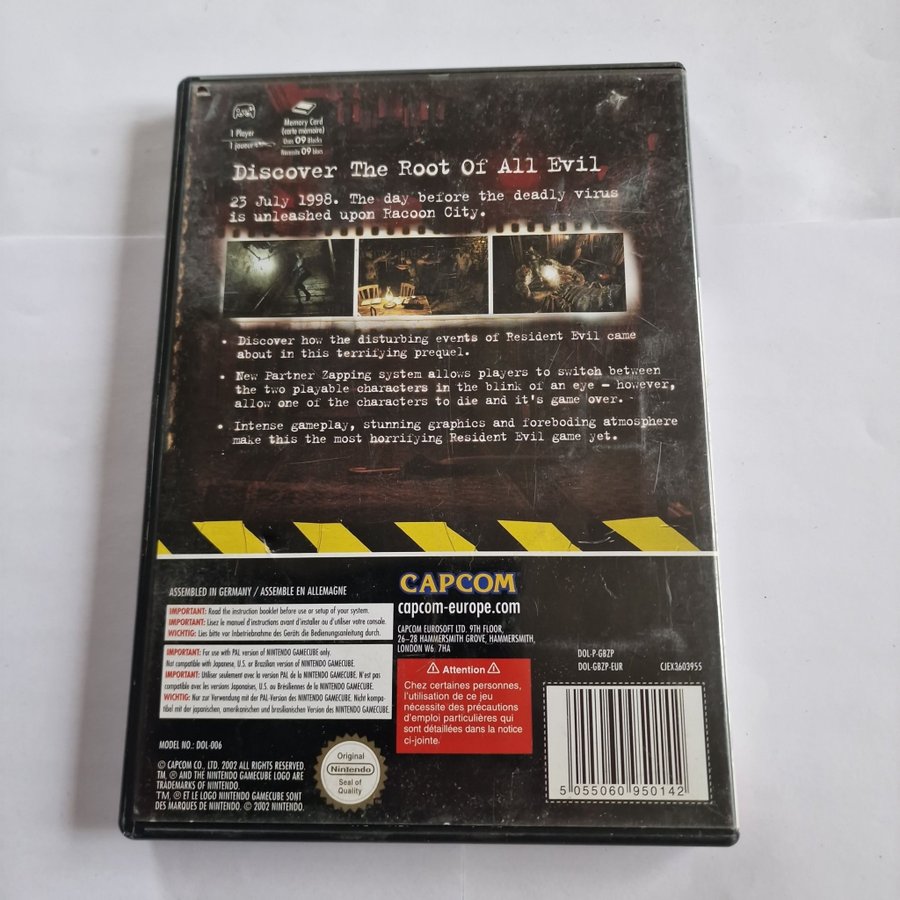 1 Player
1 joueur
Memory Card
(carte mémoire)
Uses 09 Blocks
Nécessite 09 blocs
Discover The Root Of All Evil
23 July 1998. The day before the deadly virus
is unleashed upon Racoon City.
• Discover how the disturbing events of Resident Evil came
about in this terrifying prequel.
• New Partner Zapping system allows players to switch between
the two playable characters in the blink of an eye – however,
allow one of the characters to die and it's game over.
• Intense gameplay, stunning graphics and foreboding atmosphere
make this the most horrifying Resident Evil game yet.
ASSEMBLED IN GERMANY / ASSEMBLE EN ALLEMAGNE
IMPORTANT: Read the instruction booklet before use or setup of your system.
IMPORTANT: Lisez le manuel d'instructions avant d'installer ou d'utiliser votre console.
WICHTIG: Lies bitte vor Inbetriebnahme des Geräts die Bedienungsanleitung durch.
IMPORTANT: For use with PAL version of NINTENDO GAMECUBE.
Not compatible with Japanese, U.S. or Brazilian version of NINTENDO GAMECUBE.
IMPORTANT: Utiliser seulement avec la version PAL de la NINTENDO GAMECUBE. N'est pas
compatible avec les versions Japonaises, U.S. au Brésiliennes de la NINTENDO GAMECUBE.
WICHTIG: Nur zur Verwendung mit der PAL-Version des NINTENDO GAMECUBE. Nicht kompa-
tibel mit der japanischen, amerikanischen und brasilianischen Version des NINTENDO GAMECUBE.
MODEL NO.: DOL-006
© CAPCOM CO., LTD. 2002 ALL RIGHTS RESERVED.
TM, ® AND THE NINTENDO GAMECUBE LOGO ARE
TRADEMARKS OF NINTENDO.
TM, ® ET LE LOGO NINTENDO GAMECUBE SONT
DES MARQUES DE NINTENDO. © 2002 NINTENDO.
Original
Nintendo
Seal of
Quality
CAPCOM
capcom-europe.com
CAPCOM EUROSOFT LTD. 9TH FLOOR,
26-28 HAMMERSMITH GROVE, HAMMERSMITH,
LONDON W6. 7HA
Attention
Chez certaines personnes,
l'utilisation de ce jeu
nécessite des précautions
d'emploi particulières qui
sont détaillées dans la notice
ci-jointe.
DOL-P-GBZP
DOL-GBZP-EUR CJEX3603955
5 055060 950142